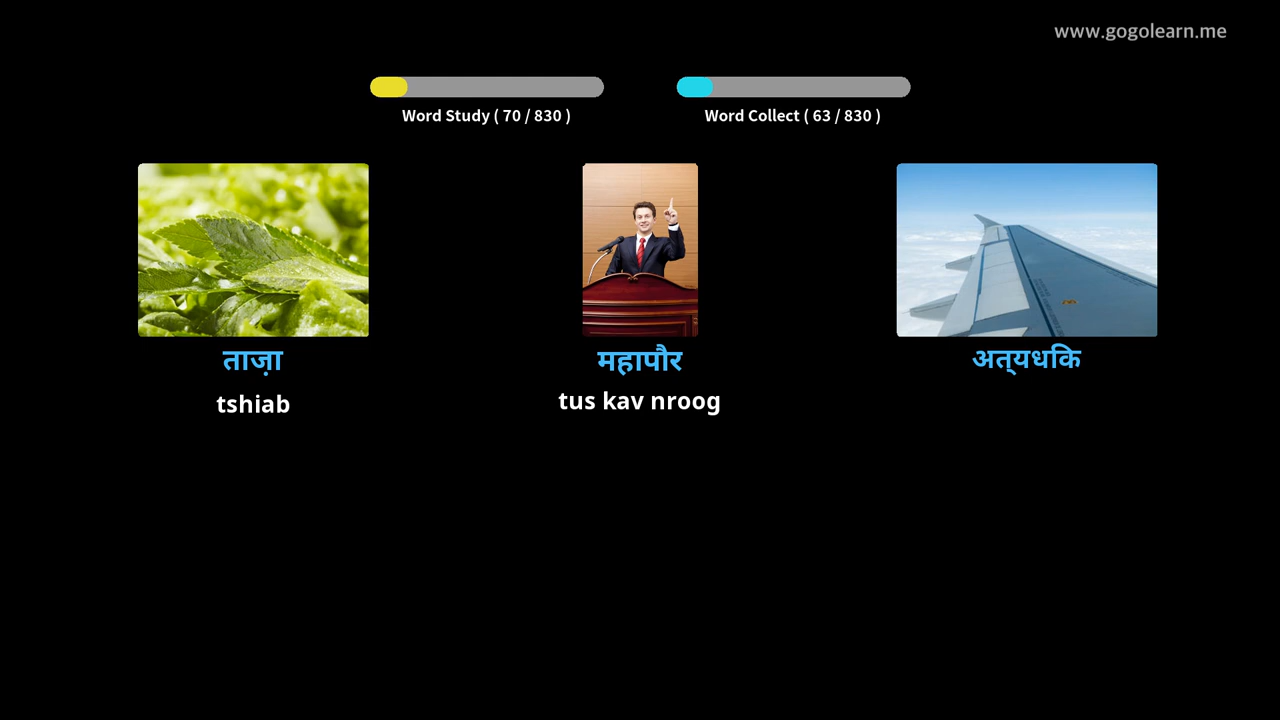 www.gogolearn.me
Word Study ( 70 / 830 )
Word Collect ( 63 / 830 )
ताज़ा
महापौर
अत्यधकि
tshiab
tus kav nroog